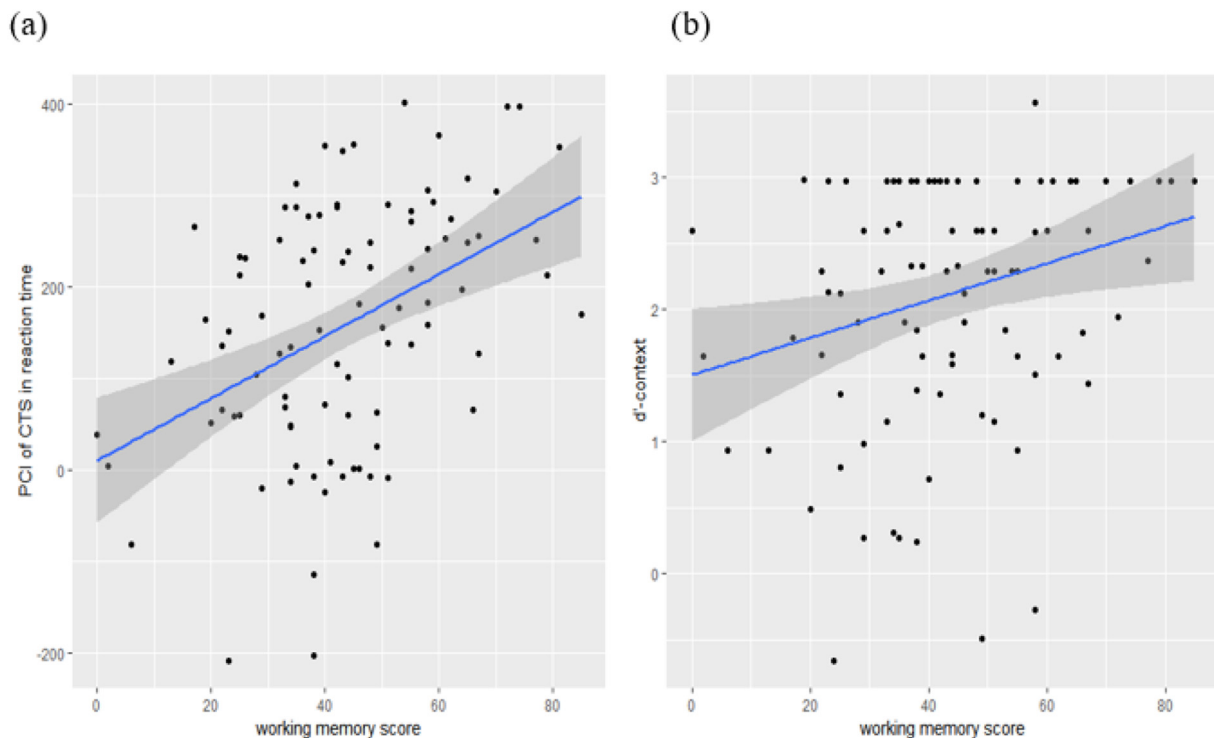 (a)
(b)
PCI of CTS in reaction time
400
200
0
-200
0 20 40 60 80
working memory score
d'-context
3
2
1
0
0 20 40 60 80
working memory score